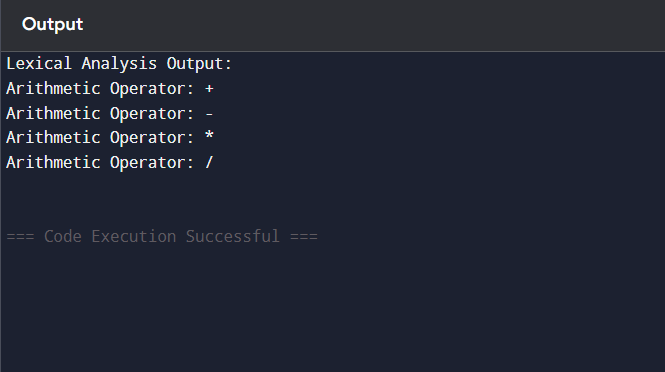 Output
Lexical Analysis Output:
Arithmetic Operator: +
Arithmetic Operator: -
Arithmetic Operator: *
Arithmetic Operator: /
=== Code Execution Successful ===